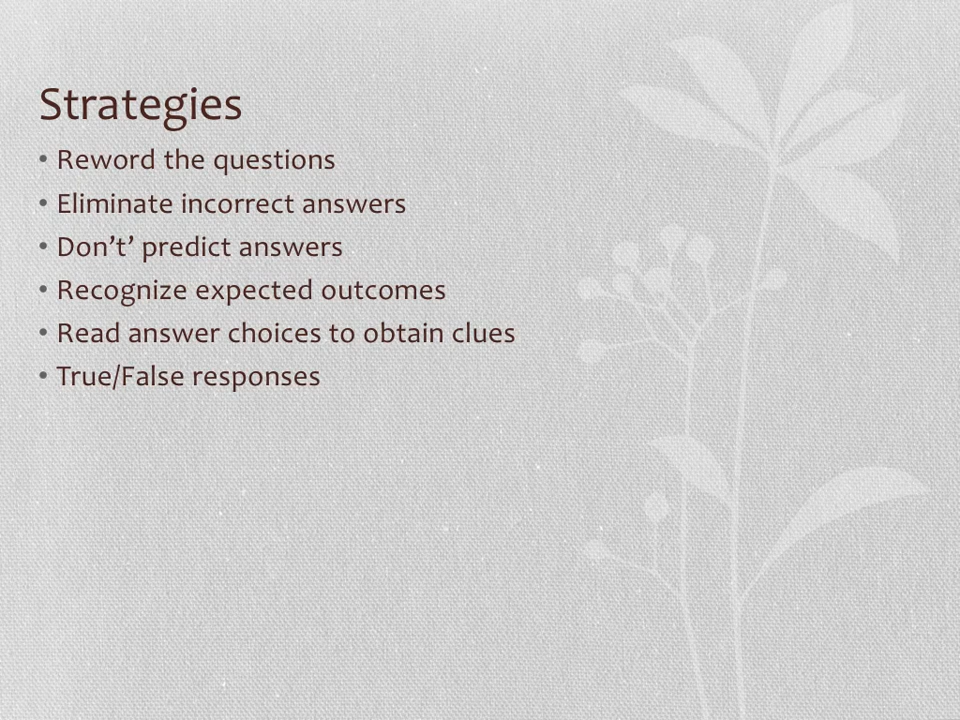 Strategies
• Reword the questions
• Eliminate incorrect answers
• Don’t’ predict answers
• Recognize expected outcomes
• Read answer choices to obtain clues
• True/False responses